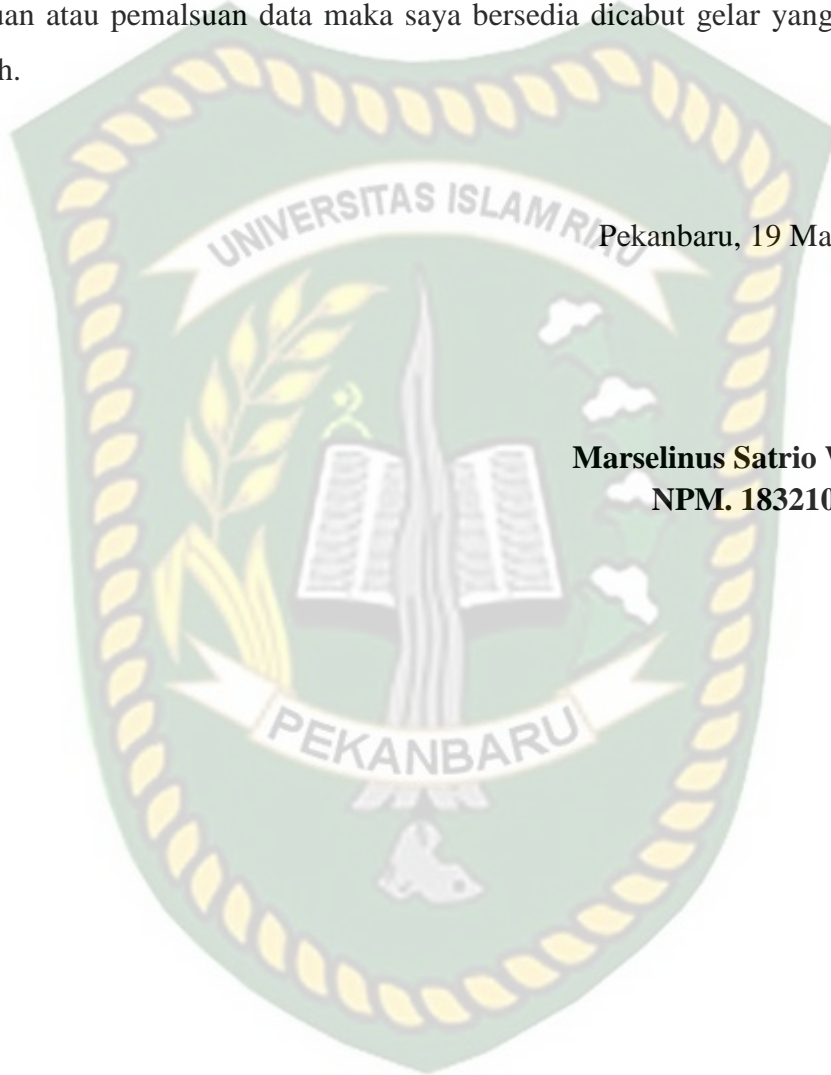 uan atau pemalsuan data maka saya bersedia dicabut gelar yang
h.
UNIVERSITAS ISLAM RIAU
Pekanbaru, 19 Ma
Marselinus Satrio
NPM. 183210
PEKANBARU